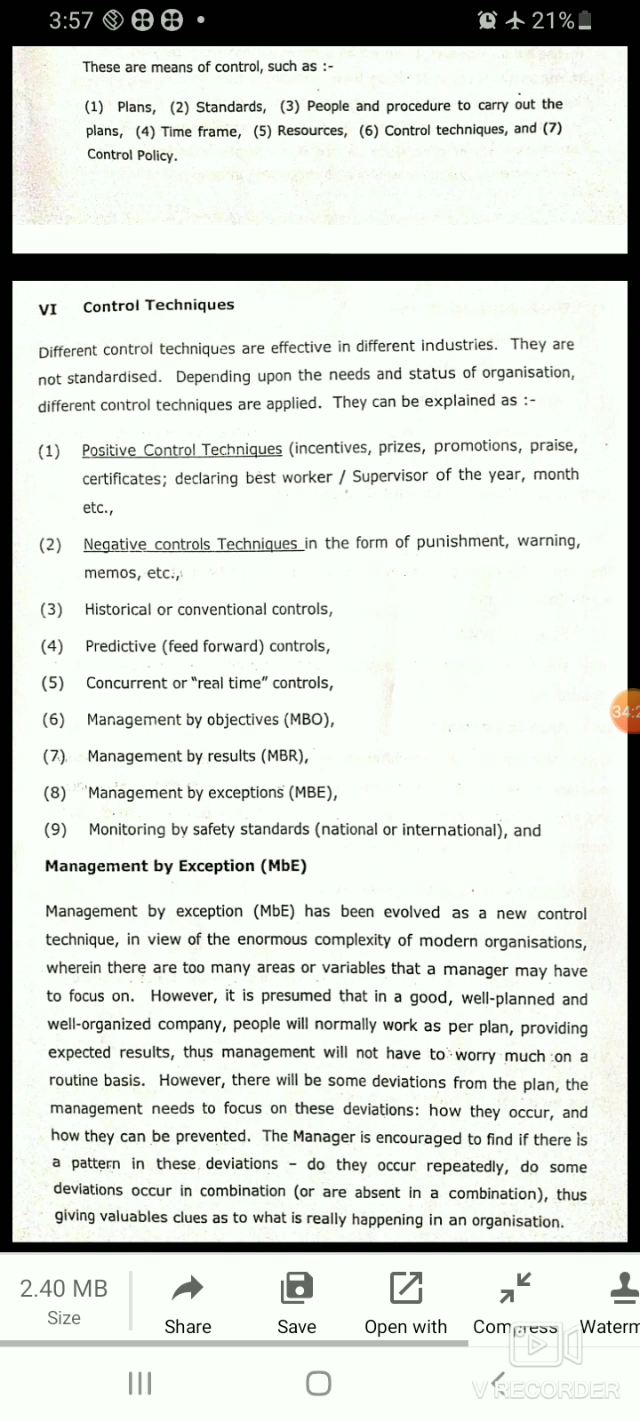 3:57
21%
These are means of control, such as :-
(1) Plans, (2) Standards, (3) People and procedure to carry out the
plans, (4) Time frame, (5) Resources, (6) Control techniques, and (7)
Control Policy.
VI Control Techniques
Different control techniques are effective in different industries. They are
not standardised. Depending upon the needs and status of organisation,
different control techniques are applied. They can be explained as :-
(1) Positive Control Techniques (incentives, prizes, promotions, praise,
certificates; declaring best worker / Supervisor of the year, month
etc.,
(2) Negative controls Techniques in the form of punishment, warning,
memos, etc.,
(3) Historical or conventional controls,
(4) Predictive (feed forward) controls,
(5) Concurrent or "real time" controls,
(6) Management by objectives (MBO),
34:2
(7) Management by results (MBR),
(8) Management by exceptions (MBE),
(9) Monitoring by safety standards (national or international), and
Management by Exception (MbE)
Management by exception (MbE) has been evolved as a new control
technique, in view of the enormous complexity of modern organisations,
wherein there are too many areas or variables that a manager may have
to focus on. However, it is presumed that in a good, well-planned and
well-organized company, people will normally work as per plan, providing
expected results, thus management will not have to worry much on a
routine basis. However, there will be some deviations from the plan, the
management needs to focus on these deviations: how they occur, and
how they can be prevented. The Manager is encouraged to find if there is
a pattern in these deviations – do they occur repeatedly, do some
deviations occur in combination (or are absent in a combination), thus
giving valuables clues as to what is really happening in an organisation.
2.40 MB
Size
Share Save Open with Compress Waterm
V RECORDER